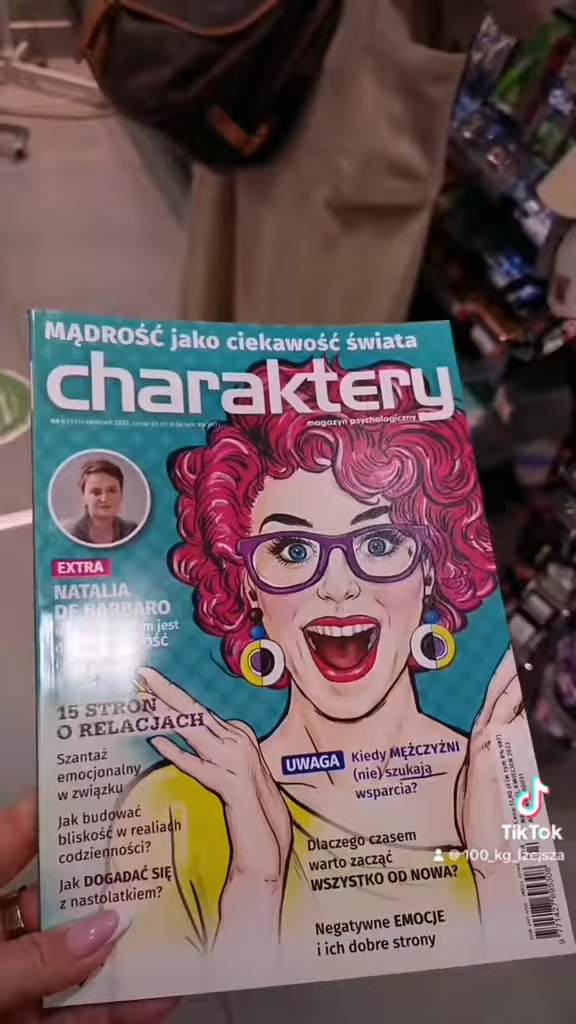 MĄDROŚĆ jako ciekawość świata
charaktery
magazyn psychologiczny
EXTRA
NATALIA
DE BARBARO
jest
15 STRON
O RELACJACH
Szantaż
emocjonalny
w związku
Jak budować
bliskość w realiach
codzienności?
Jak DOGADAĆ SIĘ
z nastolatkiem?
UWAGA Kiedy MĘŻCZYŹNI
(nie) szukają
wsparcia?
Dlaczego czasem
warto zacząć
WSZYSTKO OD NOWA?
Negatywne EMOCJE
i ich dobre strony
TikTok
@100_kg_lzejsza